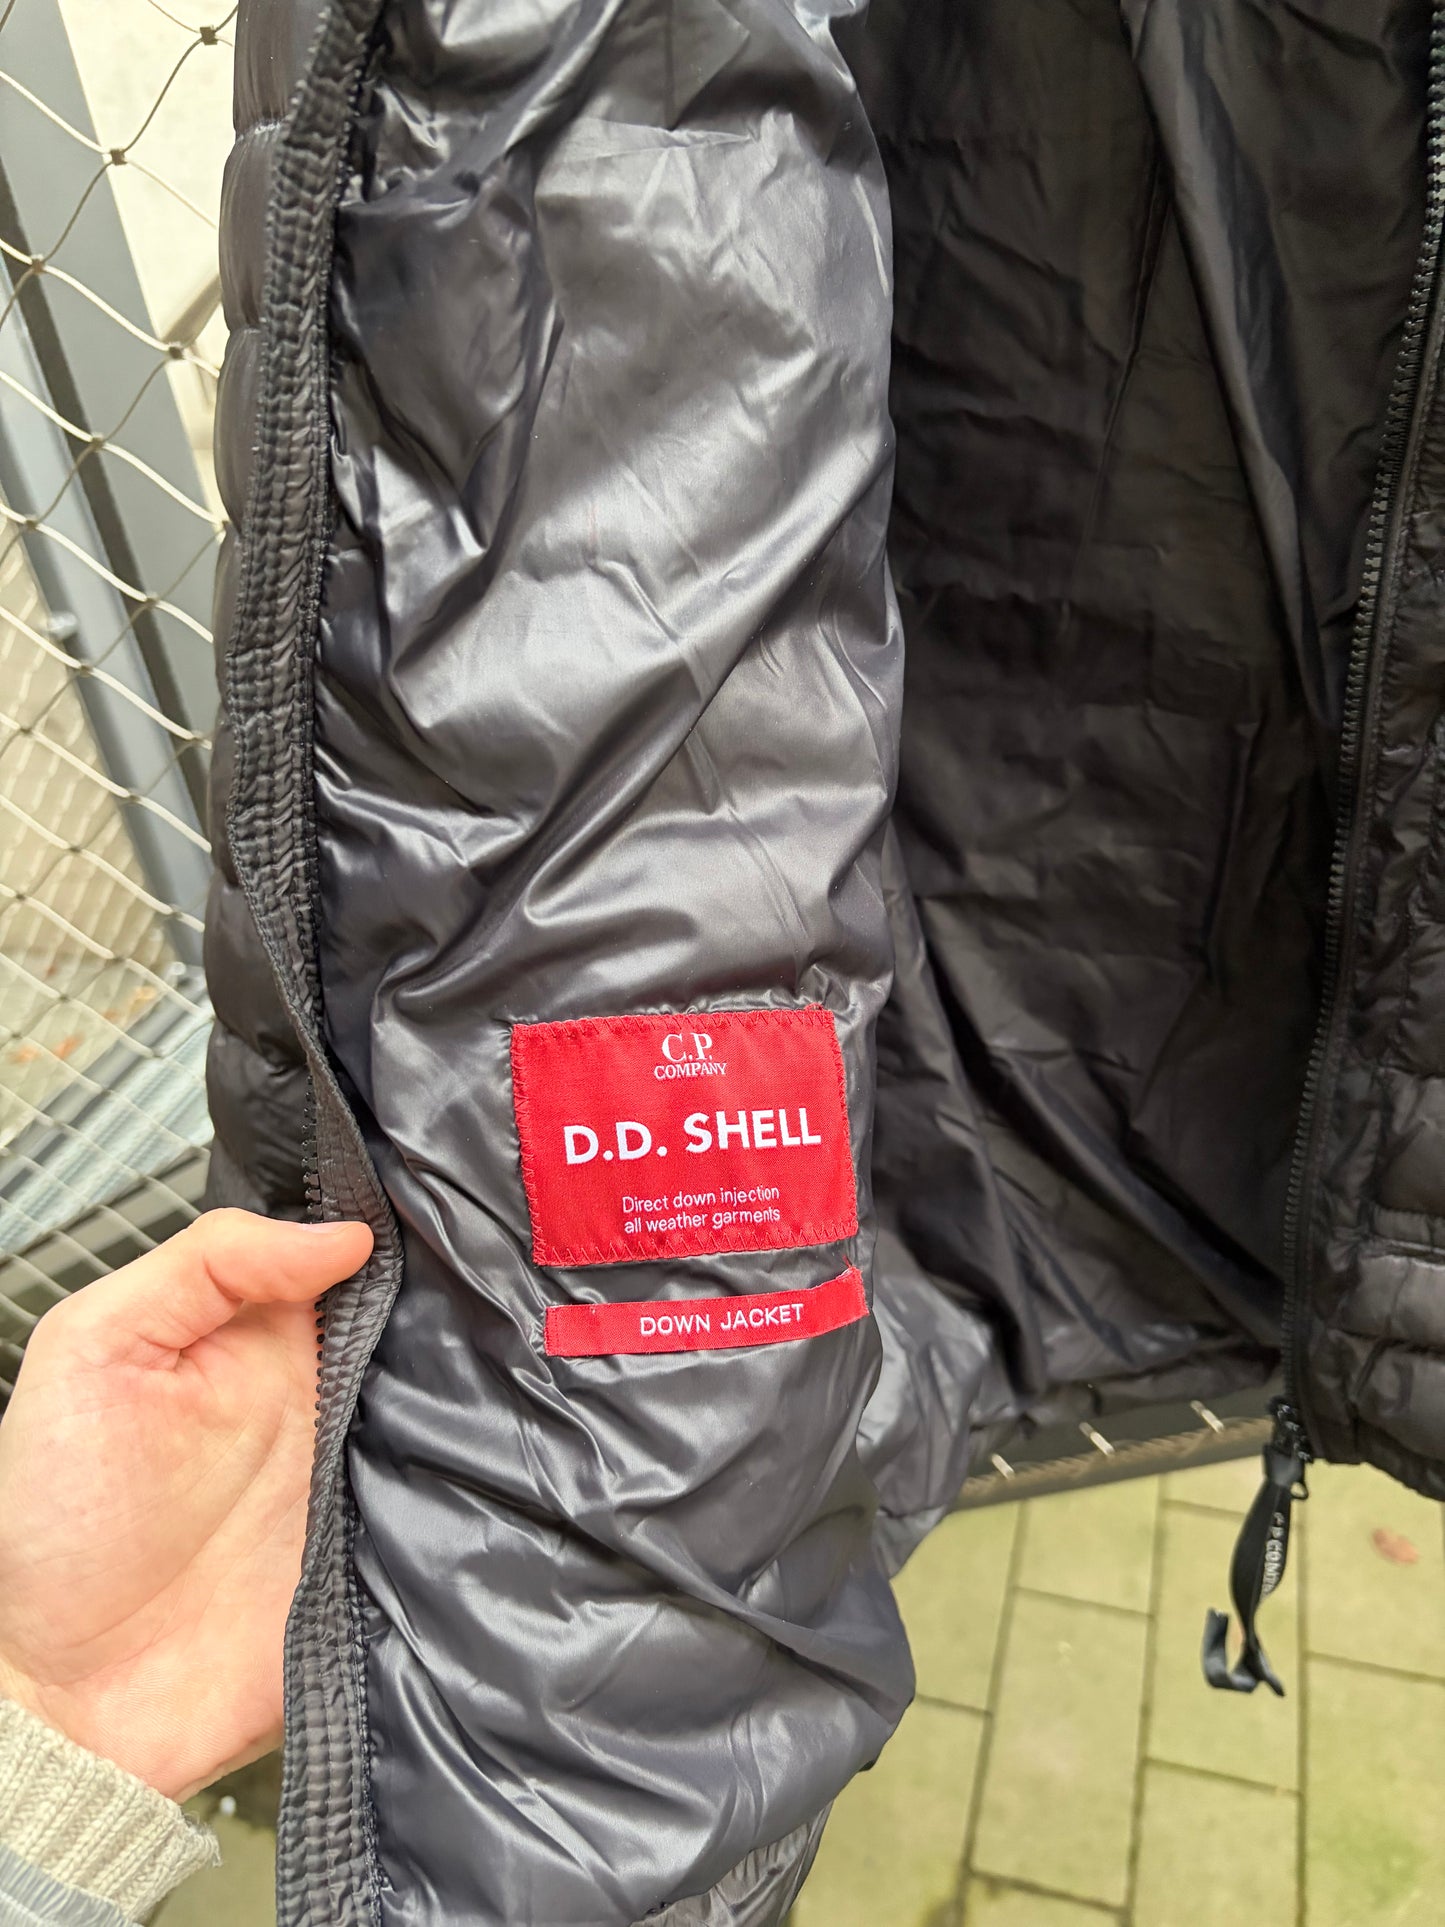 C.P.
COMPANY
D.D. SHELL
Direct down injection
all weather garments
DOWN JACKET